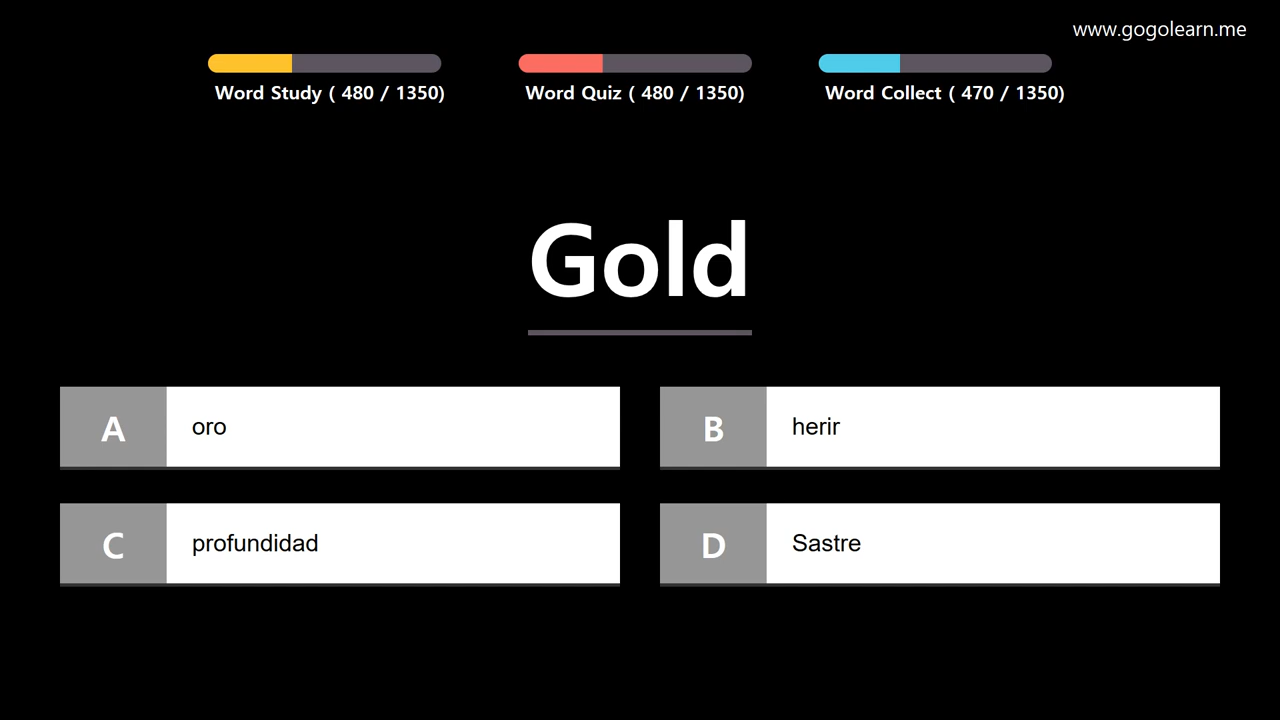 www.gogolearn.me
Word Study ( 480 / 1350)
Word Quiz ( 480 / 1350)
Word Collect ( 470 / 1350)
Gold
A oro
B herir
C profundidad
D Sastre